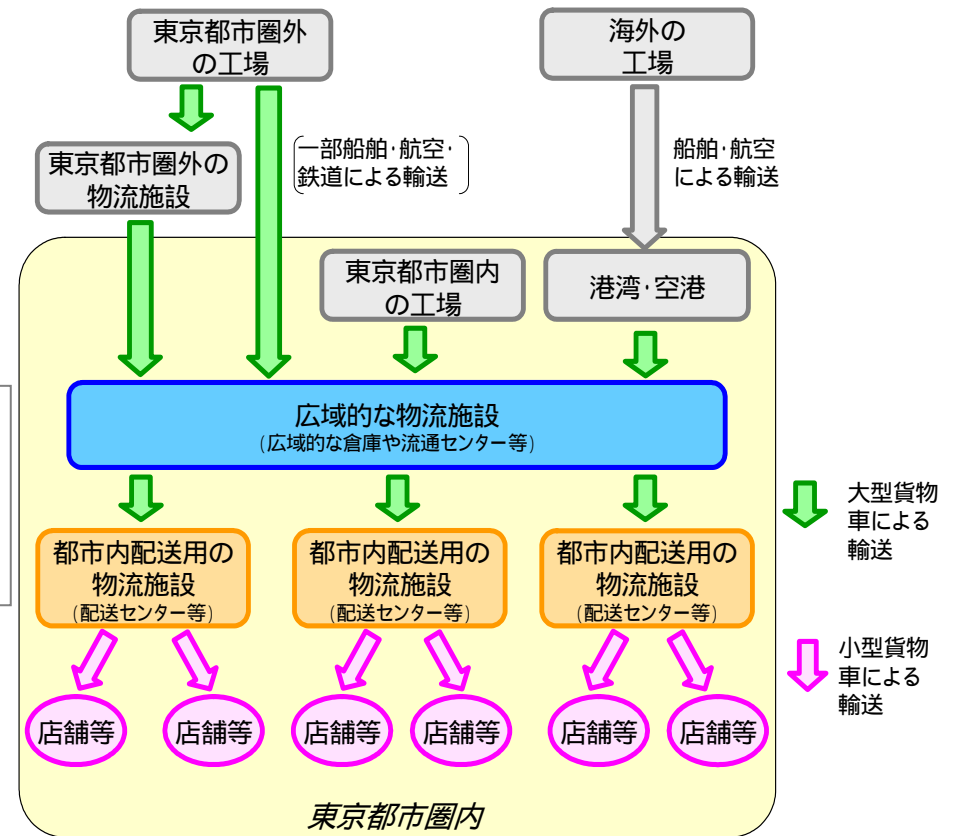 東京都市圏外
の工場
海外の
工場
東京都市圏外の
物流施設
一部船舶・航空・
鉄道による輸送
船舶・航空
による輸送
東京都市圏内
の工場
港湾・空港
広域的な物流施設
(広域的な倉庫や流通センター等)
大型貨物
車による
輸送
都市内配送用の
物流施設
(配送センター等)
都市内配送用の
物流施設
(配送センター等)
都市内配送用の
物流施設
(配送センター等)
小型貨物
車による
輸送
店舗等
店舗等
店舗等
店舗等
店舗等
店舗等
東京都市圏内